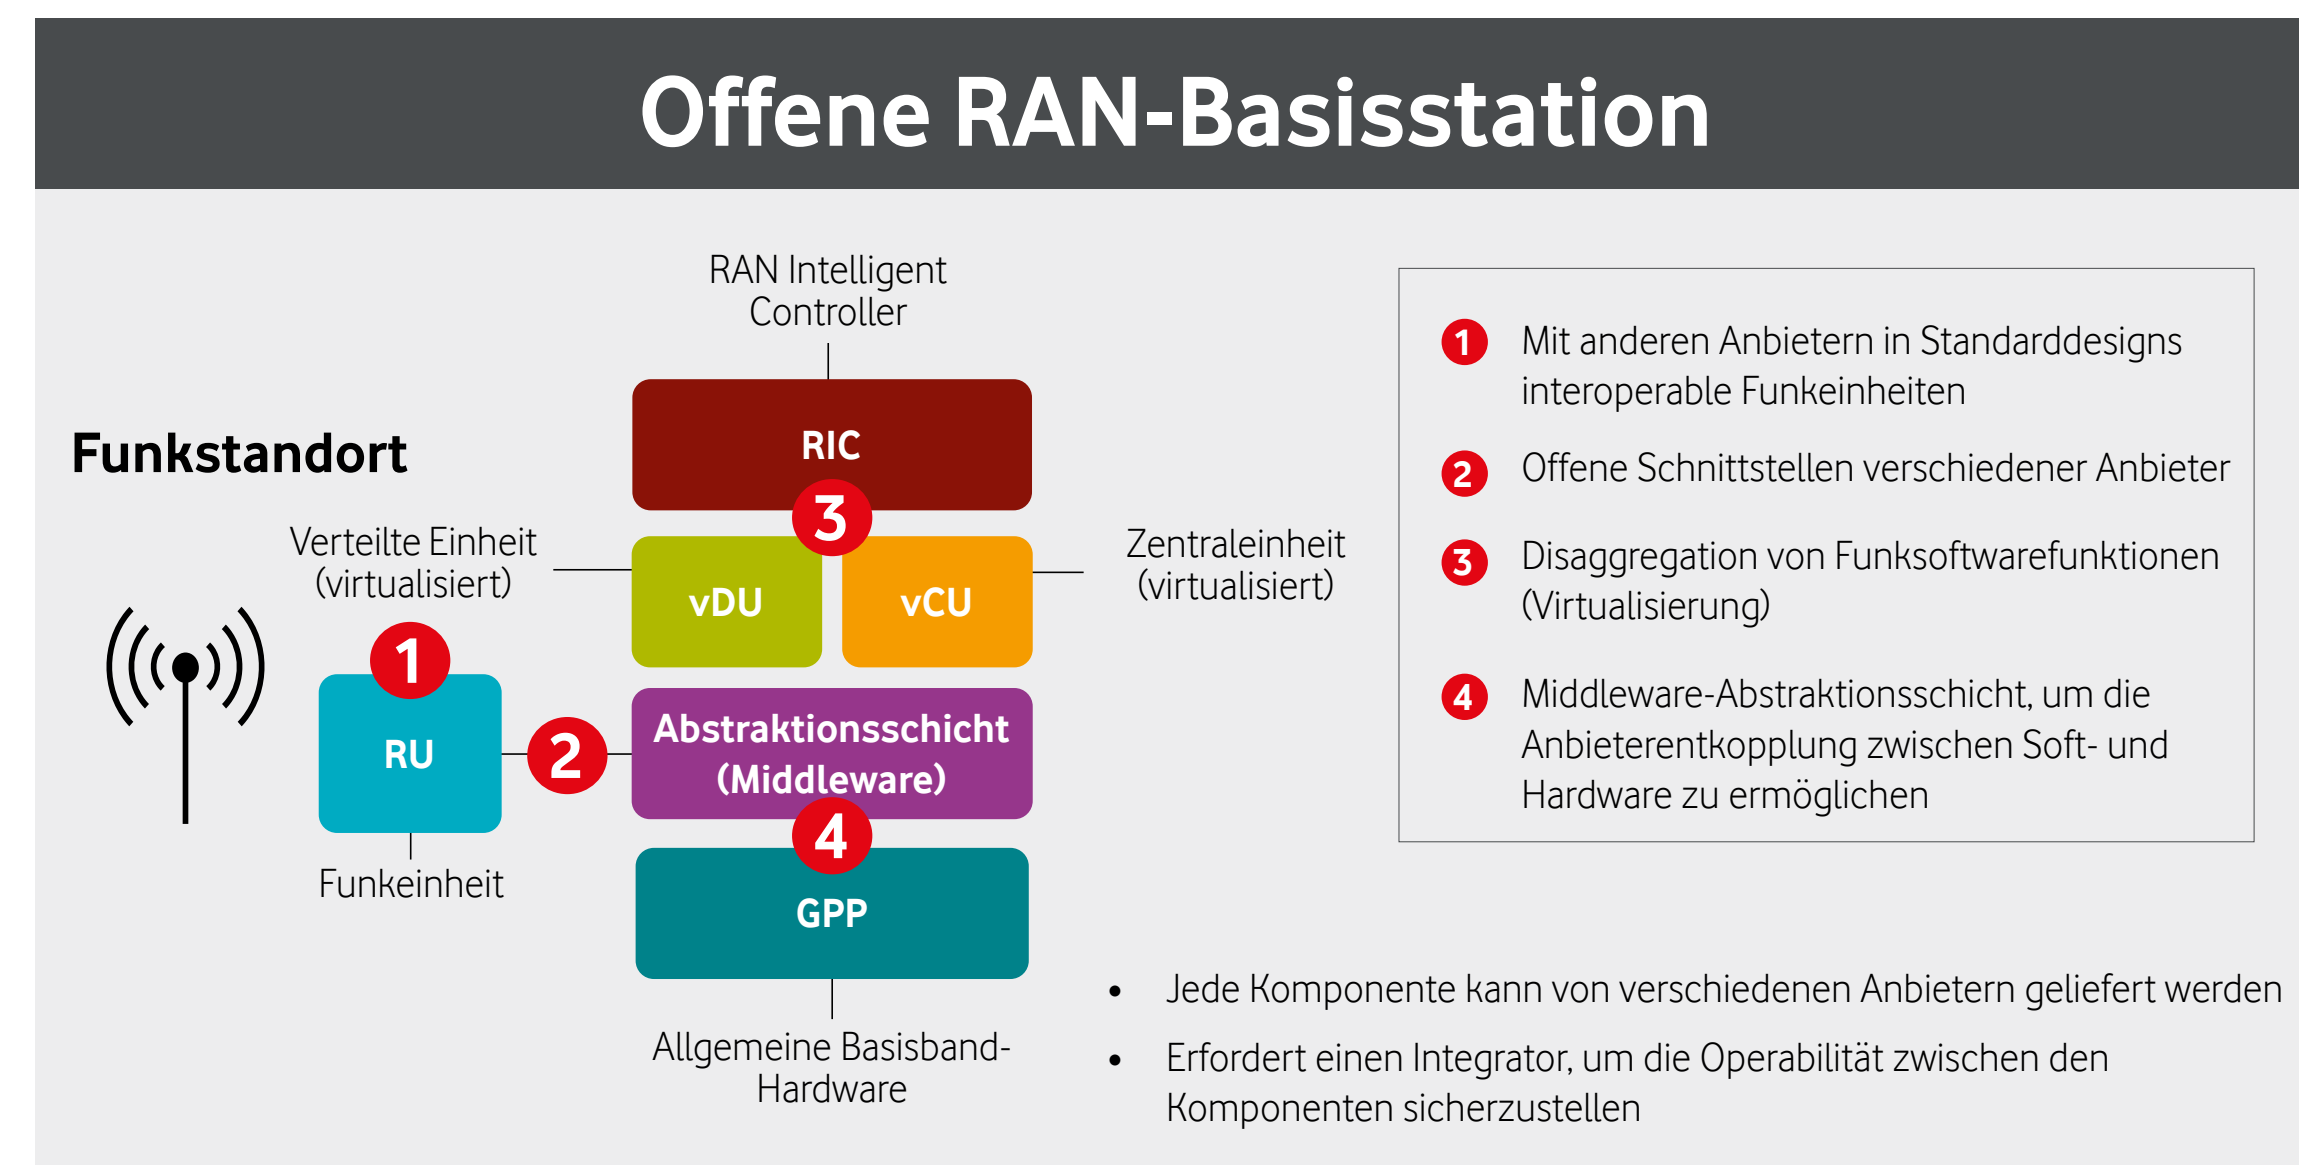 Offene RAN-Basisstation
RAN Intelligent
Controller
RIC
Funkstandort
3
Verteilte Einheit
(virtualisiert)
Zentraleinheit
(virtualisiert)
vDU
vCU
1
RU
2
Abstraktionsschicht
(Middleware)
4
Funkeinheit
GPP
Allgemeine Basisband-
Hardware
1 Mit anderen Anbietern in Standarddesigns
interoperable Funkeinheiten
2 Offene Schnittstellen verschiedener Anbieter
3 Disaggregation von Funksoftwarefunktionen
(Virtualisierung)
4 Middleware-Abstraktionsschicht, um die
Anbieterentkopplung zwischen Soft- und
Hardware zu ermöglichen
• Jede Komponente kann von verschiedenen Anbietern geliefert werden
• Erfordert einen Integrator, um die Operabilität zwischen den
Komponenten sicherzustellen